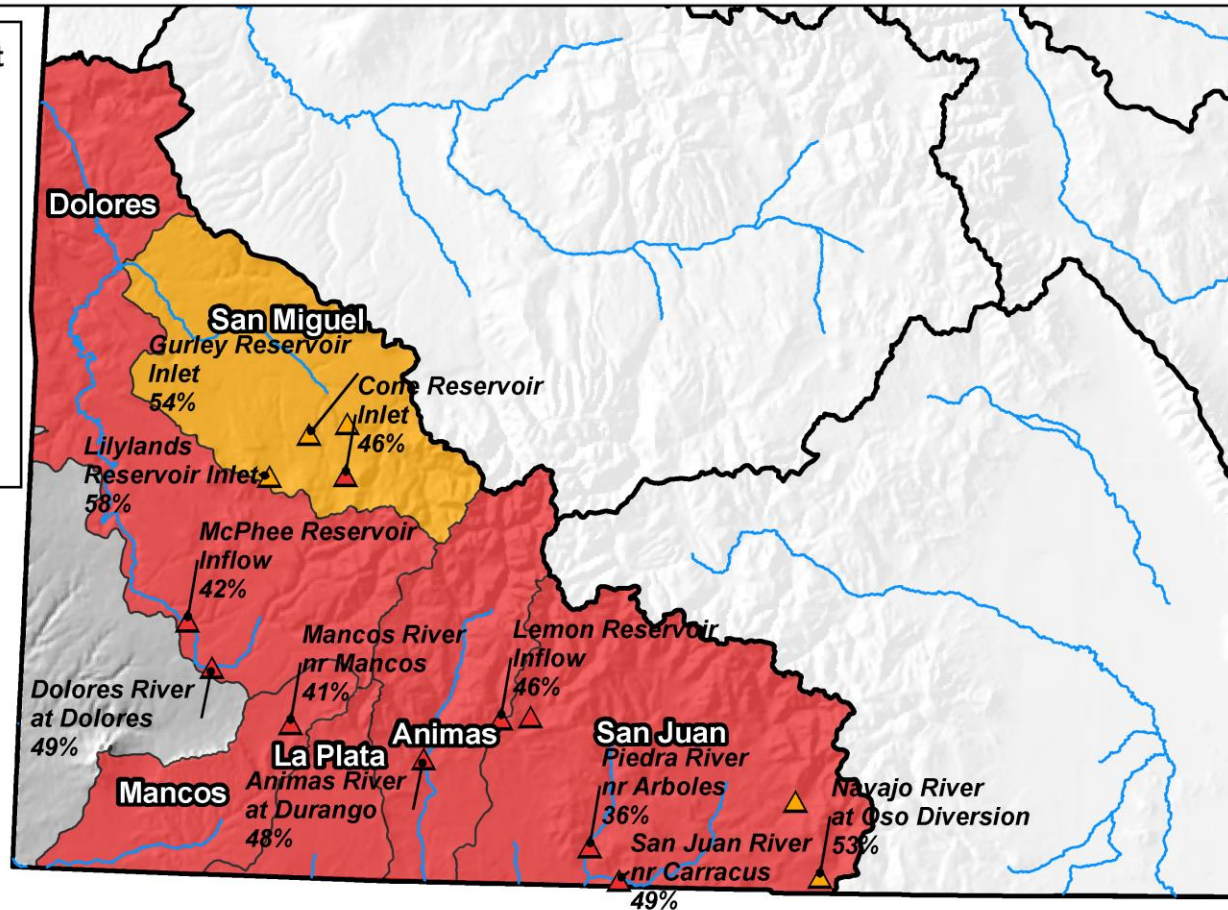 t
Dolores
San Miguel
Gurley Reservoir
Inlet
54%
Cone Reservoir
Inlet
46%
Lilylands
Reservoir Inlet
58%
McPhee Reservoir
Inflow
42%
Mancos River
nr Mancos
41%
Lemon Reservoir
Inflow
46%
Dolores River
at Dolores
49%
La Plata
Animas
San Juan
Mancos
Animas River
at Durango
48%
Piedra River
nr Arboles
36%
Navajo River
at Oso Diversion
53%
San Juan River
nr Carracus
49%